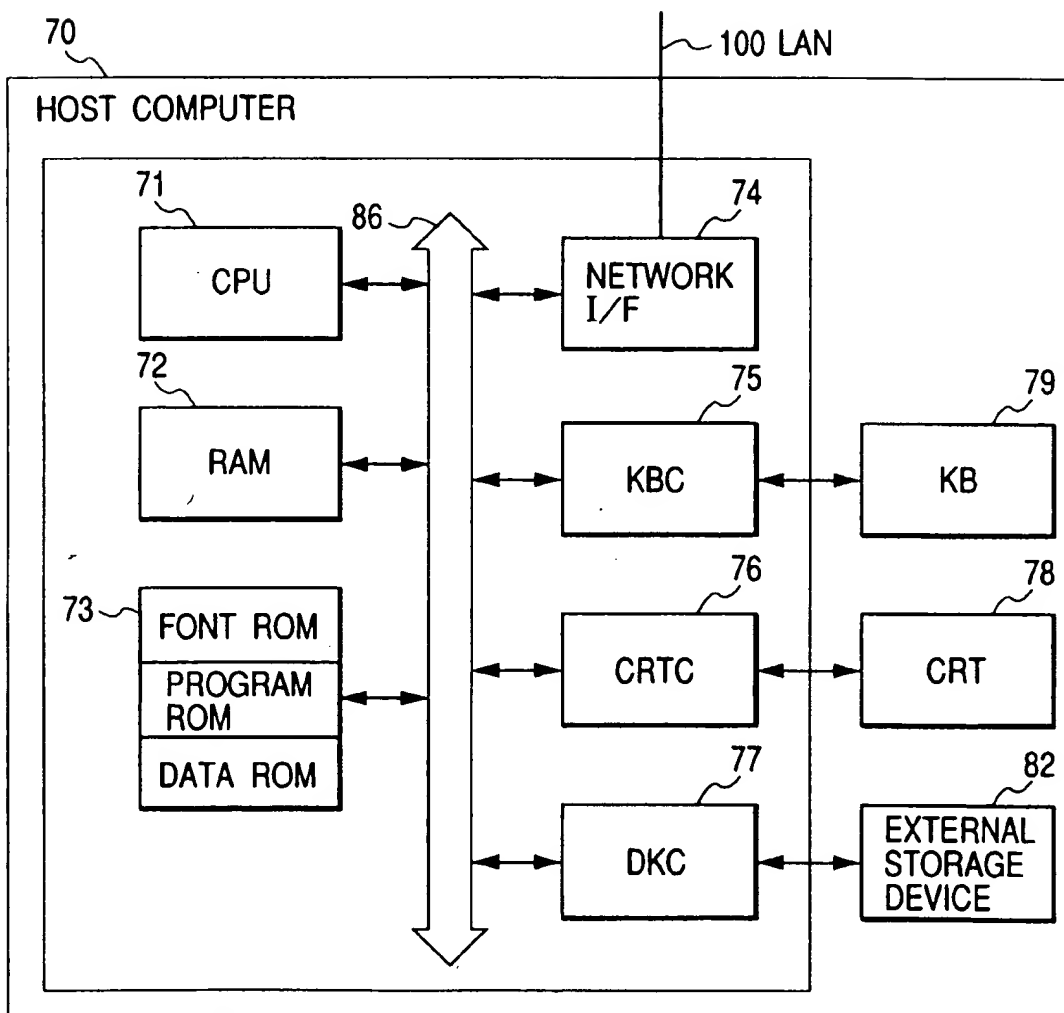 70
100 LAN
HOST COMPUTER
71
86
74
CPU
NETWORK
I/F
72
75
79
RAM
KBC
KB
73
76
78
FONT ROM
PROGRAM
ROM
DATA ROM
CRTC
CRT
77
82
DKC
EXTERNAL
STORAGE
DEVICE